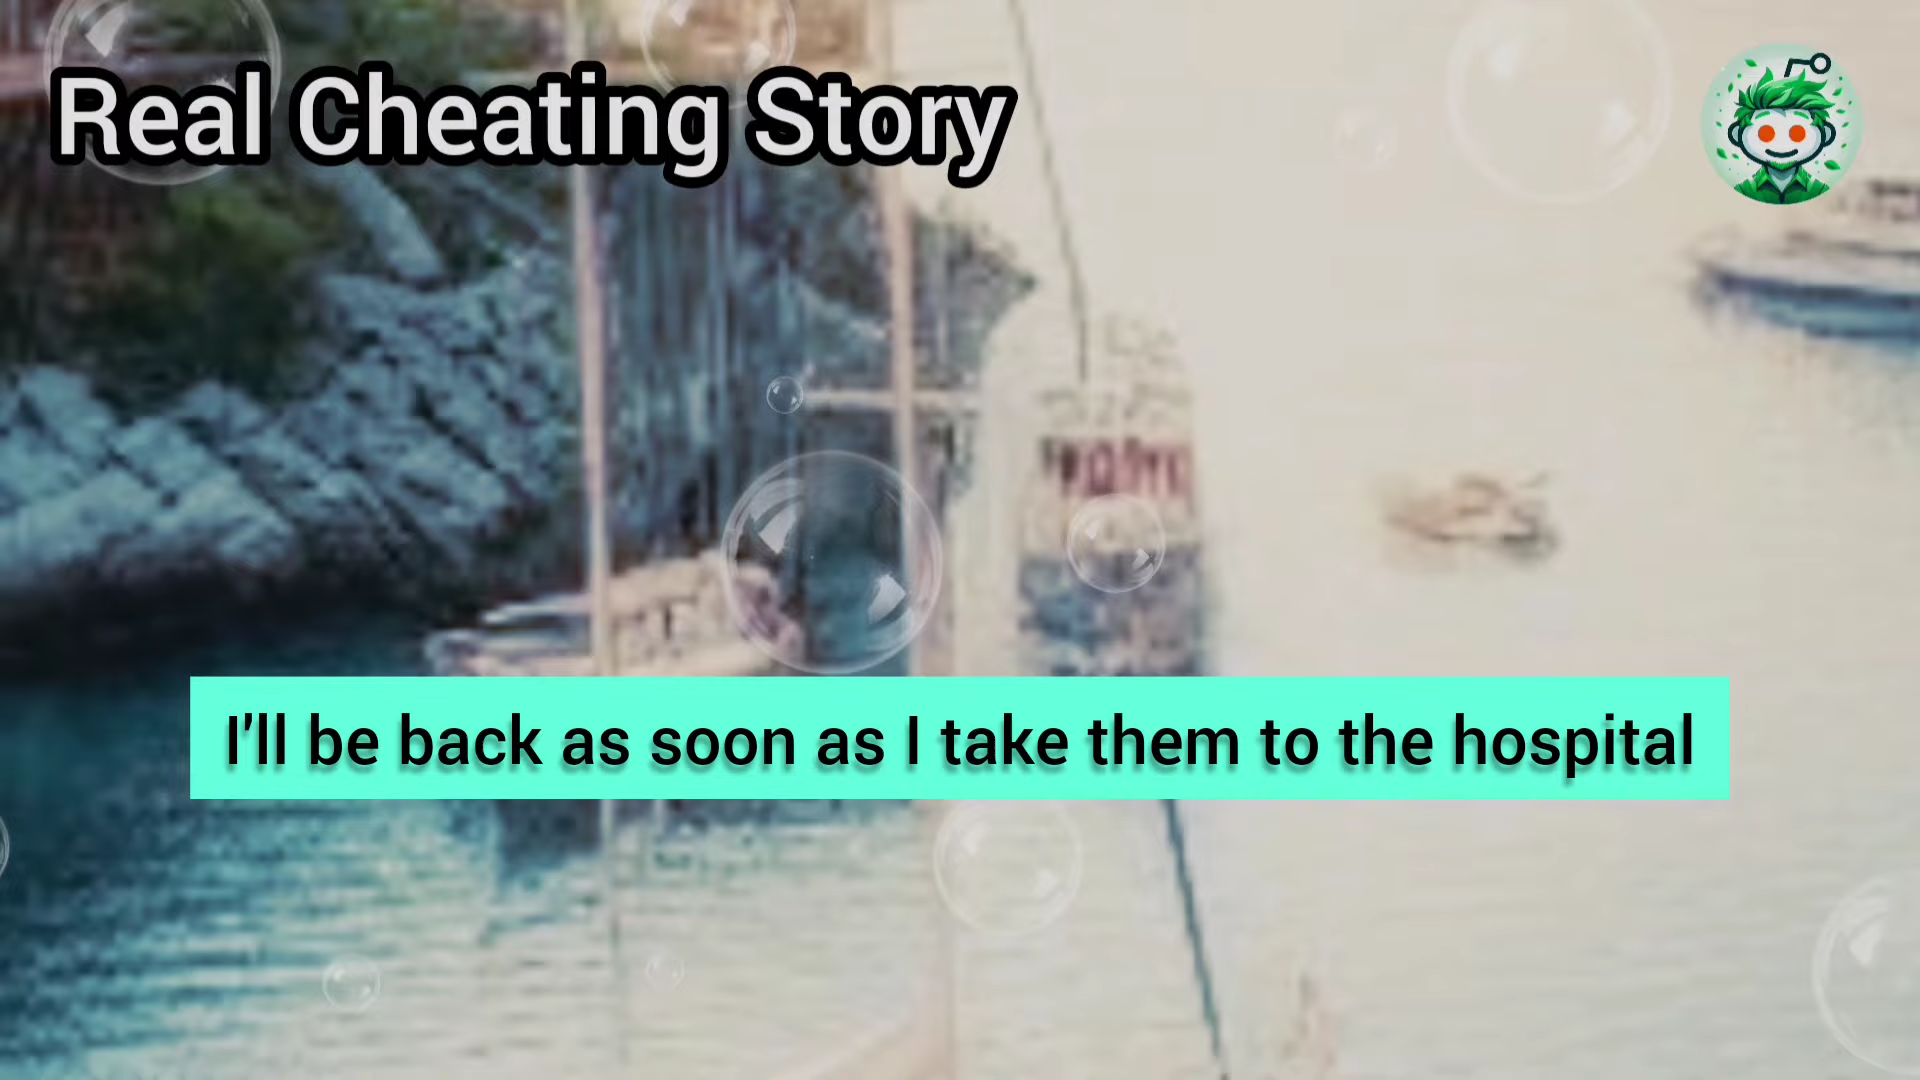 Real Cheating Story
I'll be back as soon as I take them to the hospital